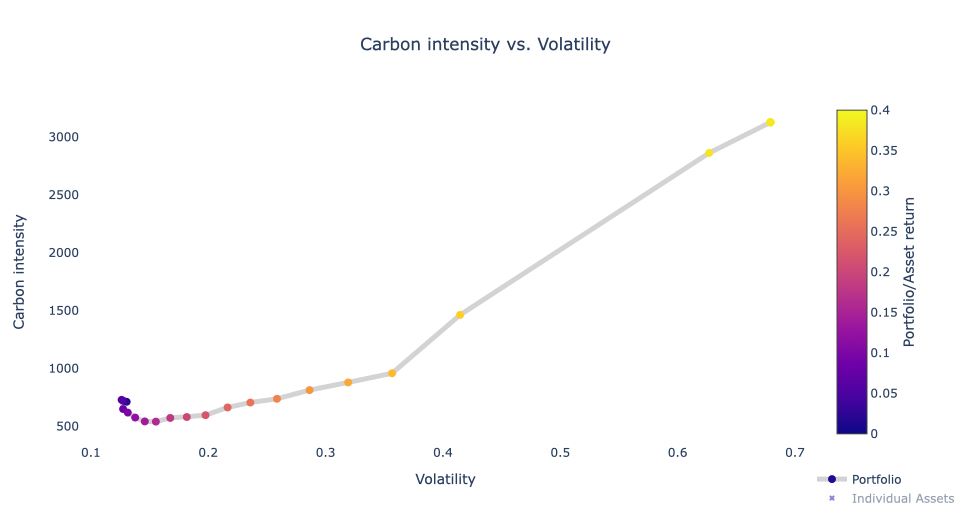 Carbon intensity vs. Volatility
3000
2500
2000
1500
1000
500
Carbon intensity
0.1 0.2 0.3 0.4 0.5 0.6 0.7
Volatility
0.4
0.35
0.3
0.25
0.2
0.15
0.1
0.05
0
Portfolio/Asset return
Portfolio
Individual Assets